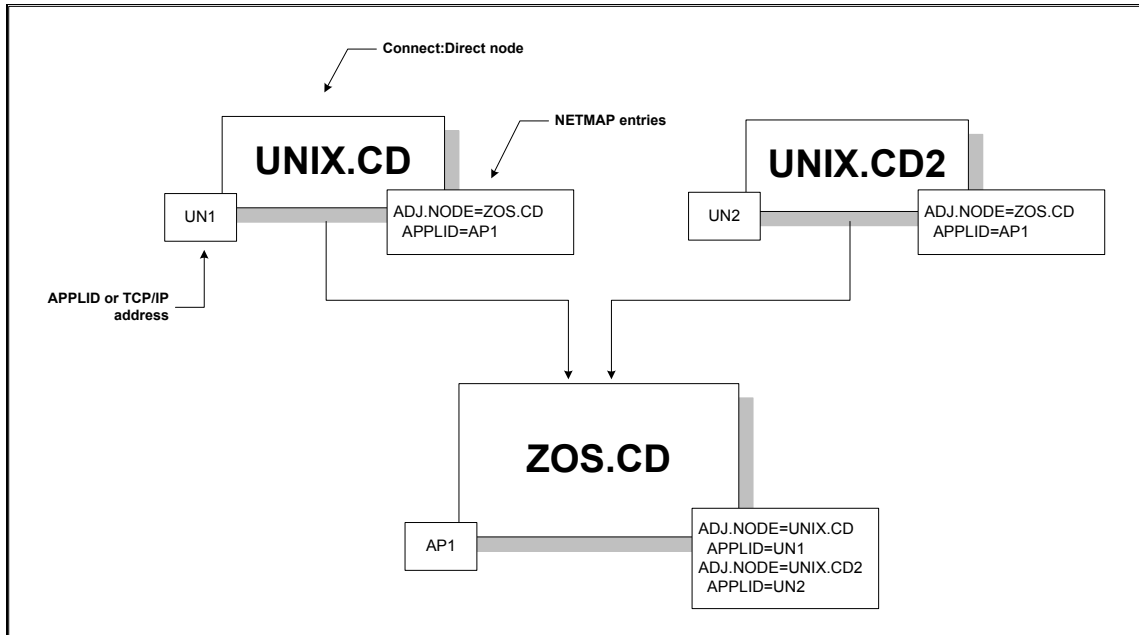 Connect:Direct node
NETMAP entries
UNIX.CD
UN1
ADJ.NODE=ZOS.CD
APPLID=AP1
APPLID or TCP/IP
address
UNIX.CD2
UN2
ADJ.NODE=ZOS.CD
APPLID=AP1
ZOS.CD
AP1
ADJ.NODE=UNIX.CD
APPLID=UN1
ADJ.NODE=UNIX.CD2
APPLID=UN2